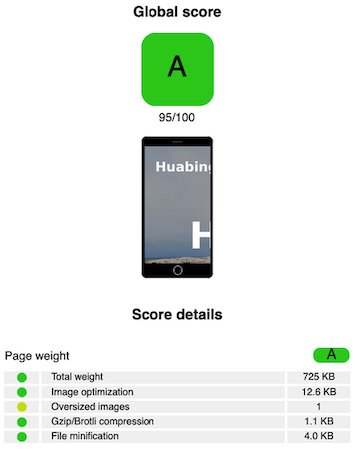 Global score
A
95/100
Huabing
H
Score details
Page weight A
Total weight 725 KB
Image optimization 12.6 KB
Oversized images 1
Gzip/Brotli compression 1.1 KB
File minification 4.0 KB